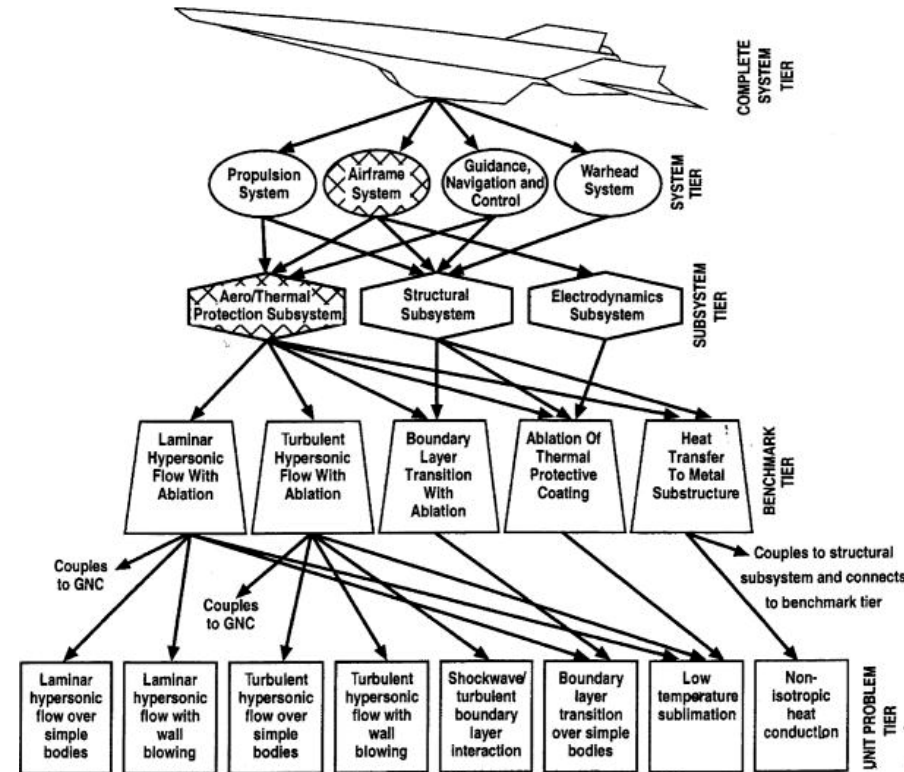 COMPLETE
SYSTEM
TIER
Propulsion
System
Airframe
System
Guidance,
Navigation and
Control
Warhead
System
SYSTEM
TIER
Aero/Thermal
Protection Subsystem
Structural
Subsystem
Electrodynamics
Subsystem
SUBSYSTEM
TIER
Laminar
Hypersonic
Flow With
Ablation
Turbulent
Hypersonic
Flow With
Ablation
Boundary
Layer
Transition
With
Ablation
Ablation Of
Thermal
Protective
Coating
Heat
Transfer
To Metal
Substructure
BENCHMARK
TIER
Couples
to GNC
Couples
to GNC
Couples to structural
subsystem and connects
to benchmark tier
Laminar
hypersonic
flow over
simple
bodies
Laminar
hypersonic
flow with
wall
blowing
Turbulent
hypersonic
flow over
simple
bodies
Turbulent
hypersonic
flow with
wall
blowing
Shockwave/
turbulent
boundary
layer
interaction
Boundary
layer
transition
over simple
bodies
Low
temperature
sublimation
Non-
isotropic
heat
conduction
UNIT PROBLEM
TIER